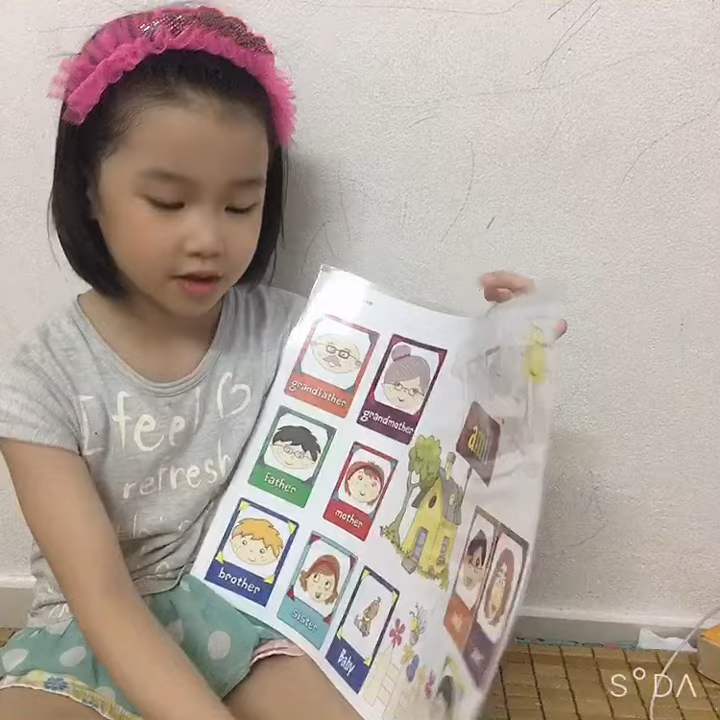 I feel
refresh
grandfather
grandmother
father
mother
brother
sister
Baby
SODA